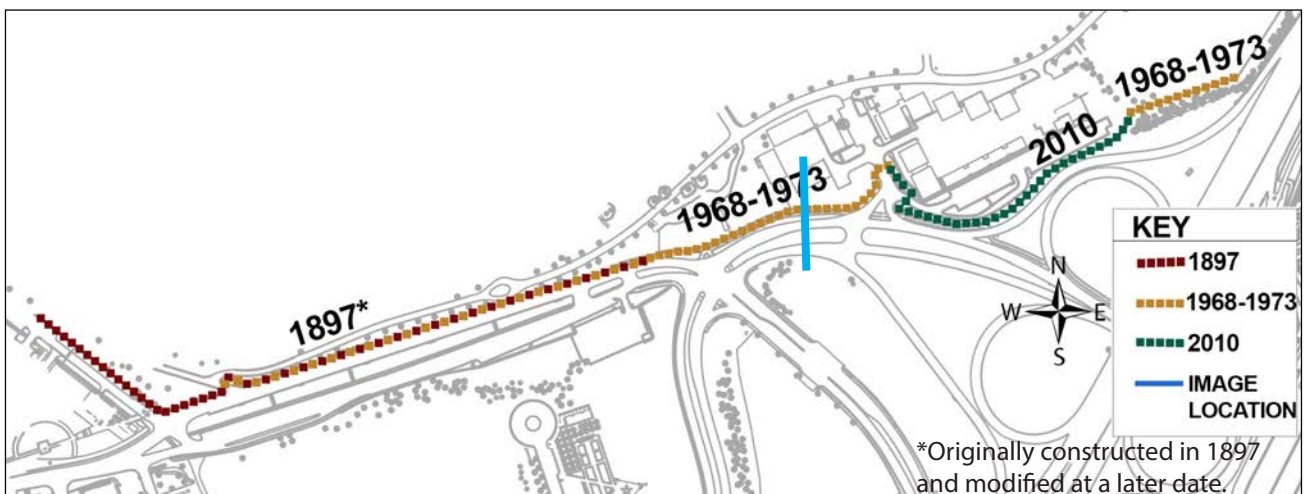 1968-1973
2010
1968-1973
1897*
KEY
1897
1968-1973
2010
IMAGE
LOCATION
N
W
E
S
*Originally constructed in 1897
and modified at a later date.